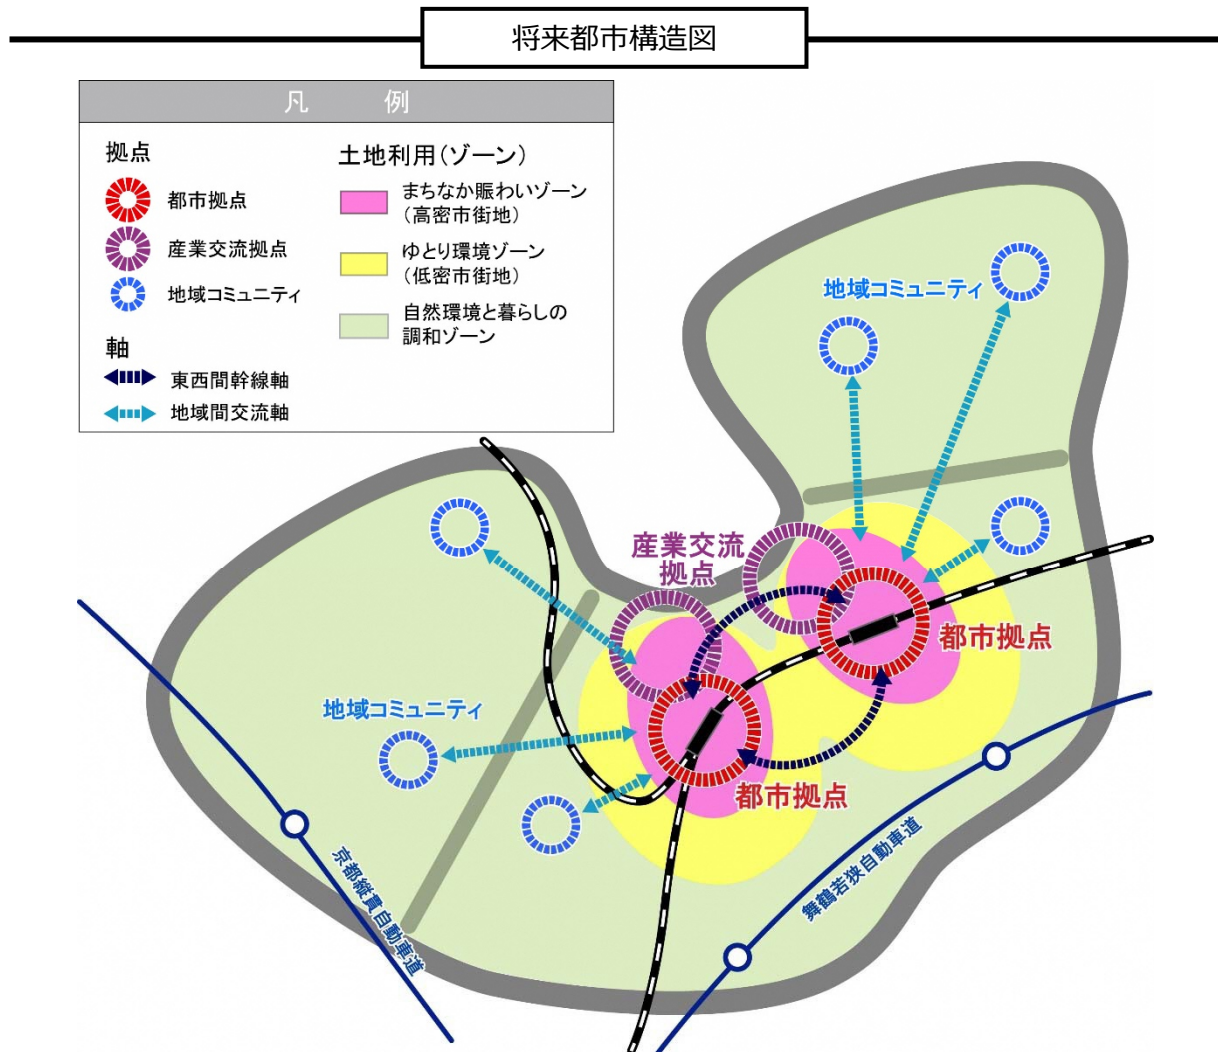 将来都市構造図
凡 例
拠点
都市拠点
産業交流拠点
地域コミュニティ
軸
東西間幹線軸
地域間交流軸
土地利用(ゾーン)
まちなか賑わいゾーン
(高密市街地)
ゆとり環境ゾーン
(低密市街地)
自然環境と暮らしの
調和ゾーン
地域コミュニティ
産業交流
拠点
都市拠点
地域コミュニティ
都市拠点
京都縦貫自動車道
舞鶴若狭自動車道